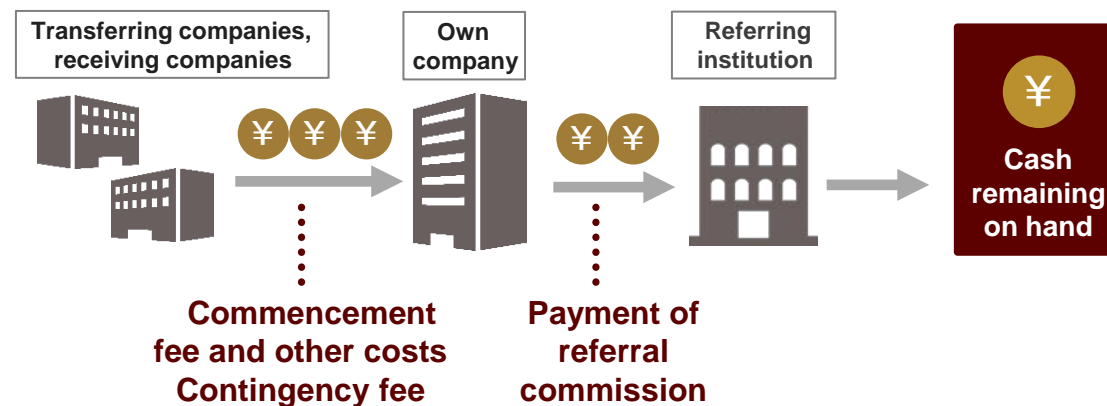 Transferring companies,
receiving companies
Own
company
Referring
institution
¥ ¥ ¥
¥ ¥
¥
Cash
remaining
on hand
Commencement
fee and other costs
Contingency fee
Payment of
referral
commission